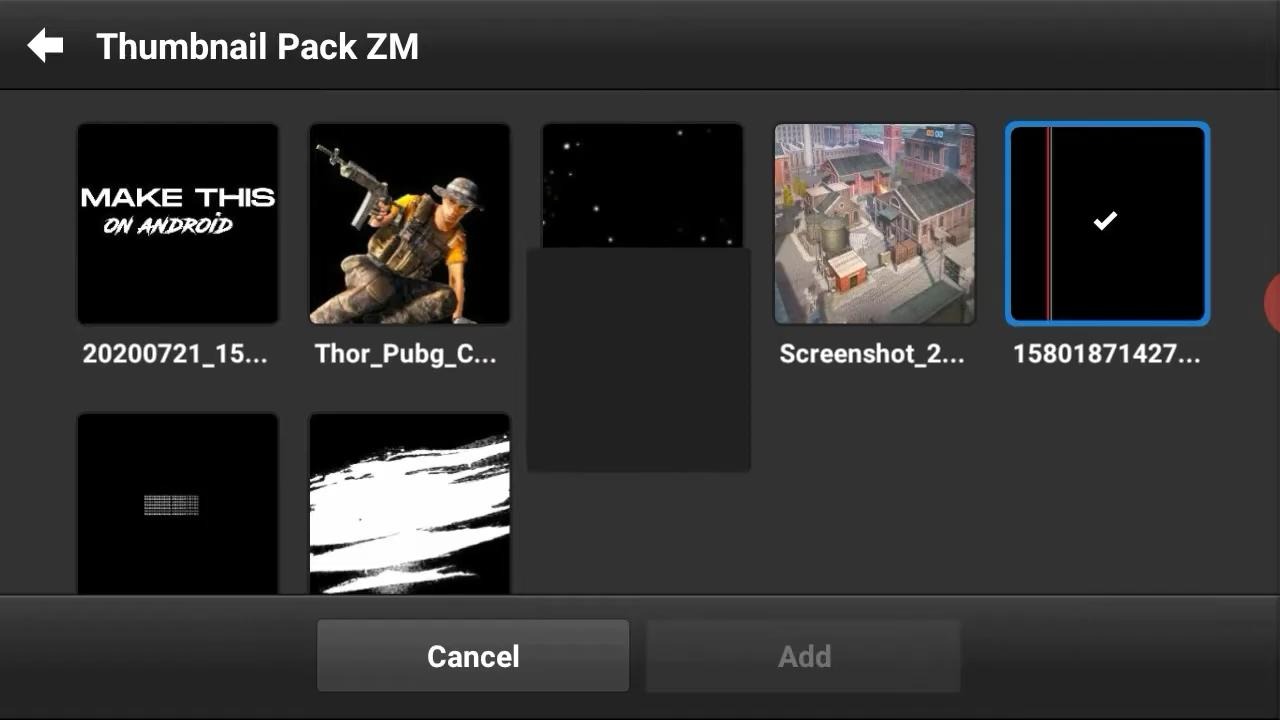 Thumbnail Pack ZM
MAKE THIS
ON ANDROID
20200721_15...
Thor_Pubg_C...
Screenshot_2...
15801871427...
Cancel
Add